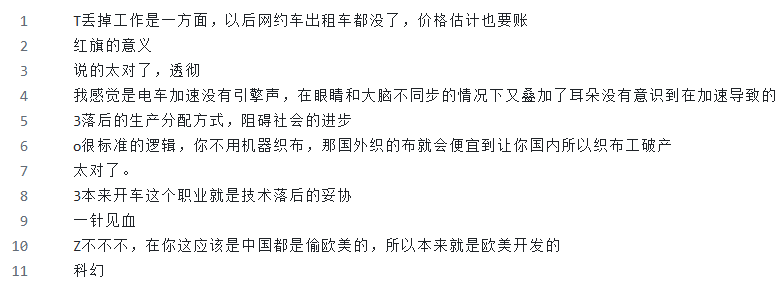 1 T丢掉工作是一方面，以后网约车出租车都没了，价格估计也要账
2 红旗的意义
3 说的太对了，透彻
4 我感觉是电车加速没有引擎声，在眼睛和大脑不同步的情况下又叠加了耳朵没有意识到在加速导致的
5 3落后的生产分配方式，阻碍社会的进步
6 o很标准的逻辑，你不用机器织布，那国外织的布就会便宜到让你国内所以织布工破产
7 太对了。
8 3本来开车这个职业就是技术落后的妥协
9 一针见血
10 Z不不不，在你这应该是中国都是偷欧美的，所以本来就是欧美开发的
11 科幻